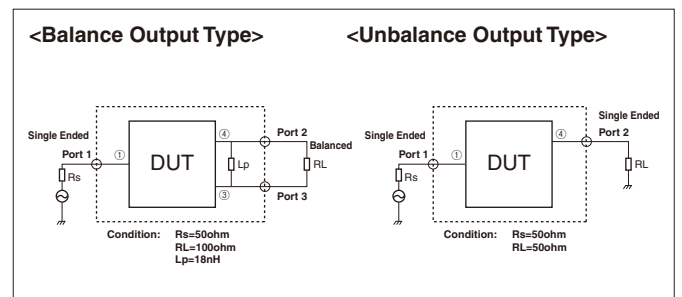 <Balance Output Type>
Single Ended
Port 1
①
Rs
DUT
④
③
Lp
Port 2
Balanced
RL
Port 3
Condition: Rs=50ohm
RL=100ohm
Lp=18nH
<Unbalance Output Type>
Single Ended
Port 1
①
Rs
DUT
④
Single Ended
Port 2
RL
Condition: Rs=50ohm
RL=50ohm